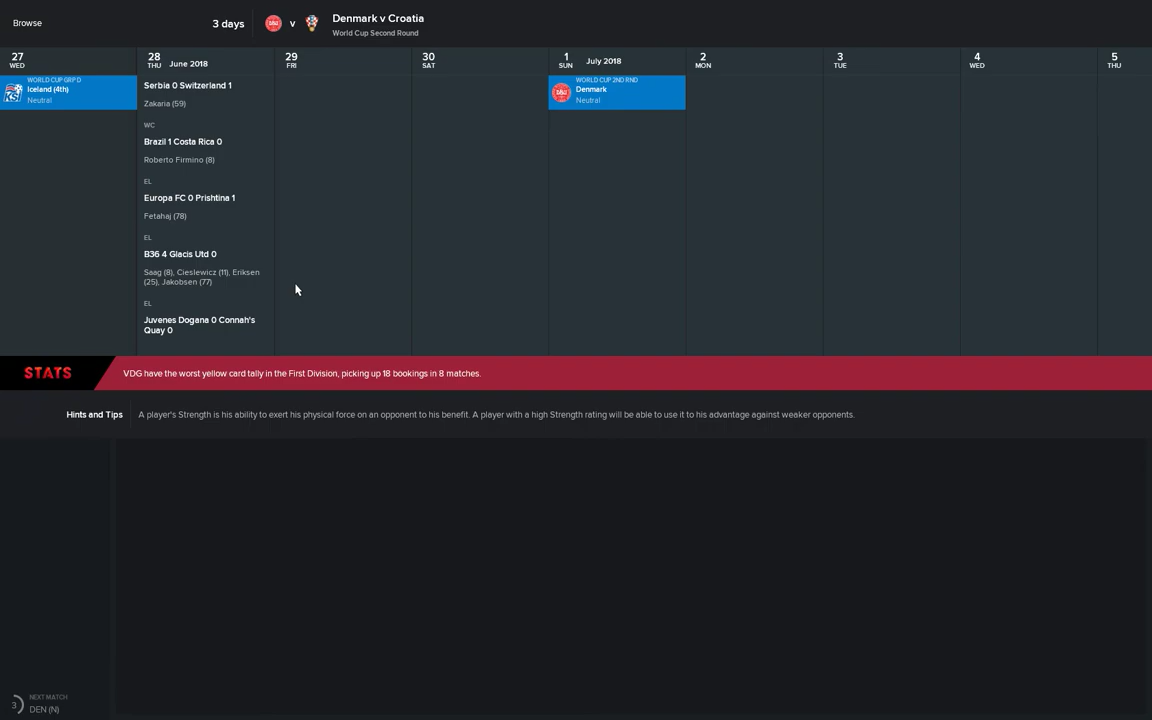 Browse
3 days
v
Denmark v Croatia
World Cup Second Round
27
WED
28
THU
June 2018
29
FRI
30
SAT
1
SUN
July 2018
2
MON
3
TUE
4
WED
5
THU
WORLD CUP GRP D
Iceland (4th)
Neutral
Serbia 0 Switzerland 1
Zakaria (59)
WC
Brazil 1 Costa Rica 0
Roberto Firmino (8)
EL
Europa FC 0 Prishtina 1
Fetahaj (78)
EL
B36 4 Glacis Utd 0
Saag (8), Cieslewicz (11), Eriksen
(25), Jakobsen (77)
EL
Juvenes Dogana 0 Connah's
Quay 0
WORLD CUP 2ND RND
Denmark
Neutral
STATS
VDG have the worst yellow card tally in the First Division, picking up 18 bookings in 8 matches.
Hints and Tips
A player's Strength is his ability to exert his physical force on an opponent to his benefit. A player with a high Strength rating will be able to use it to his advantage against weaker opponents.
3
NEXT MATCH
DEN (N)